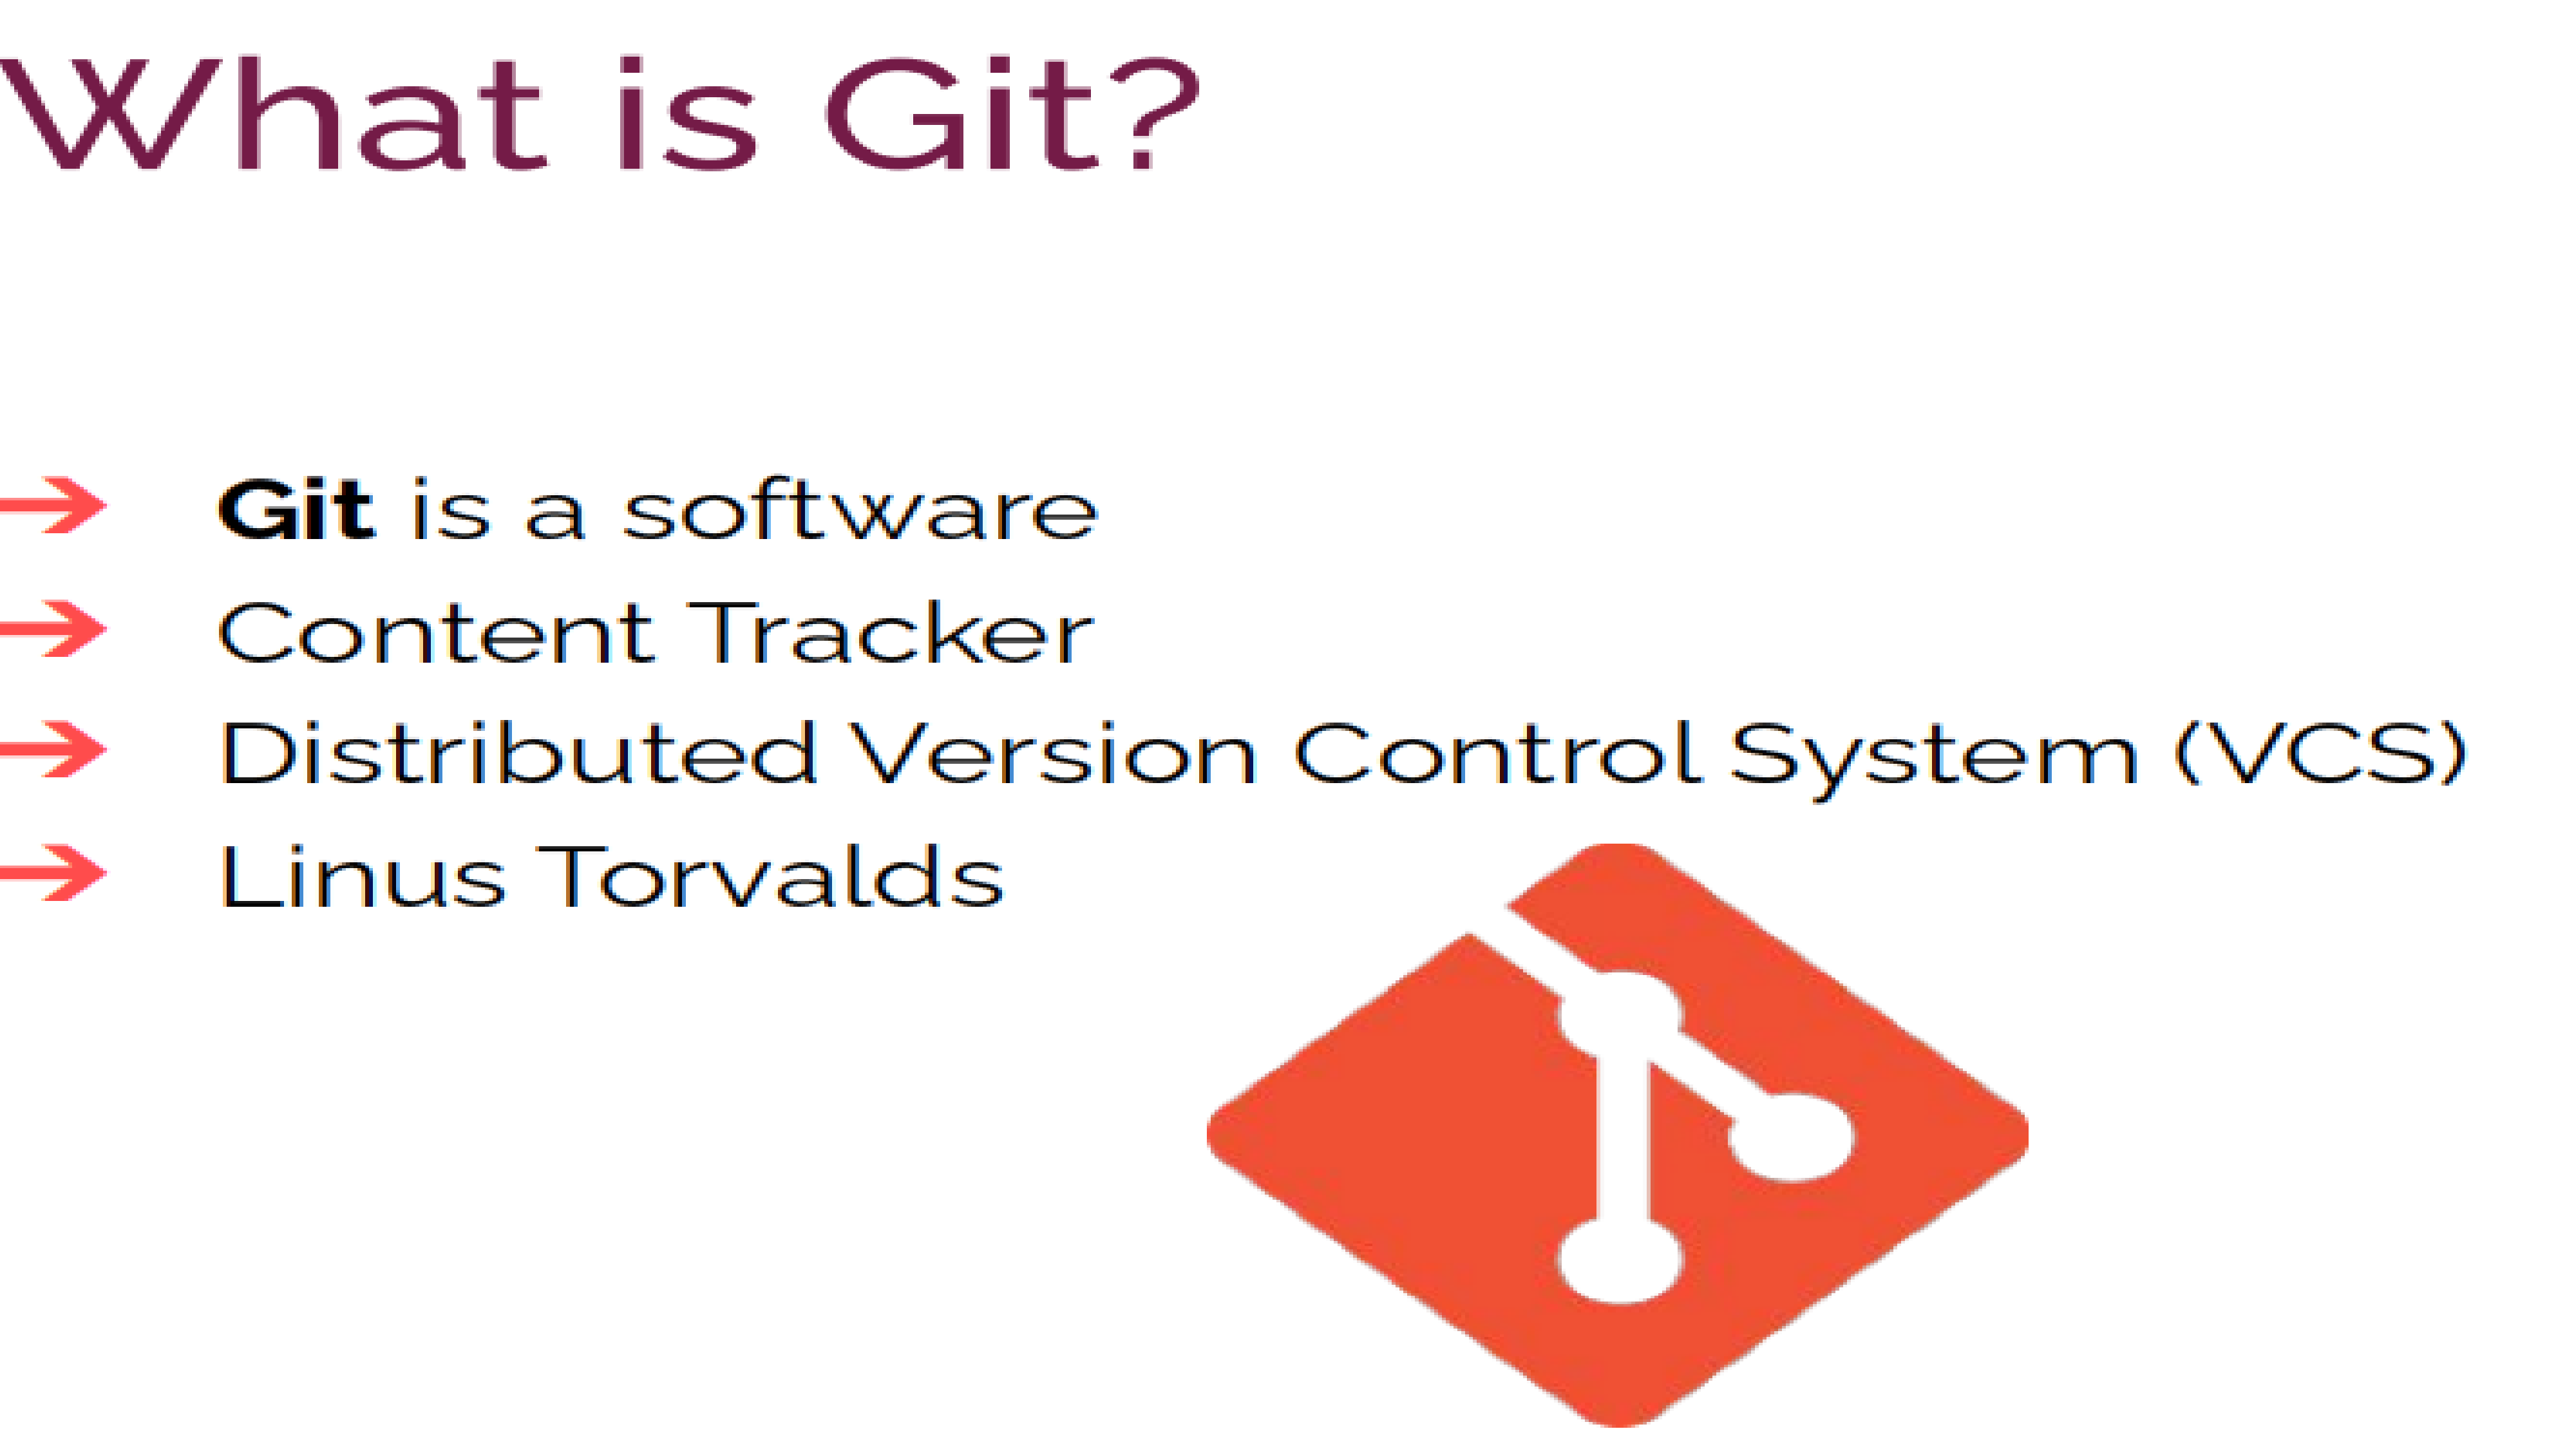 What is Git?
Git is a software
Content Tracker
Distributed Version Control System (VCS)
Linus Torvalds